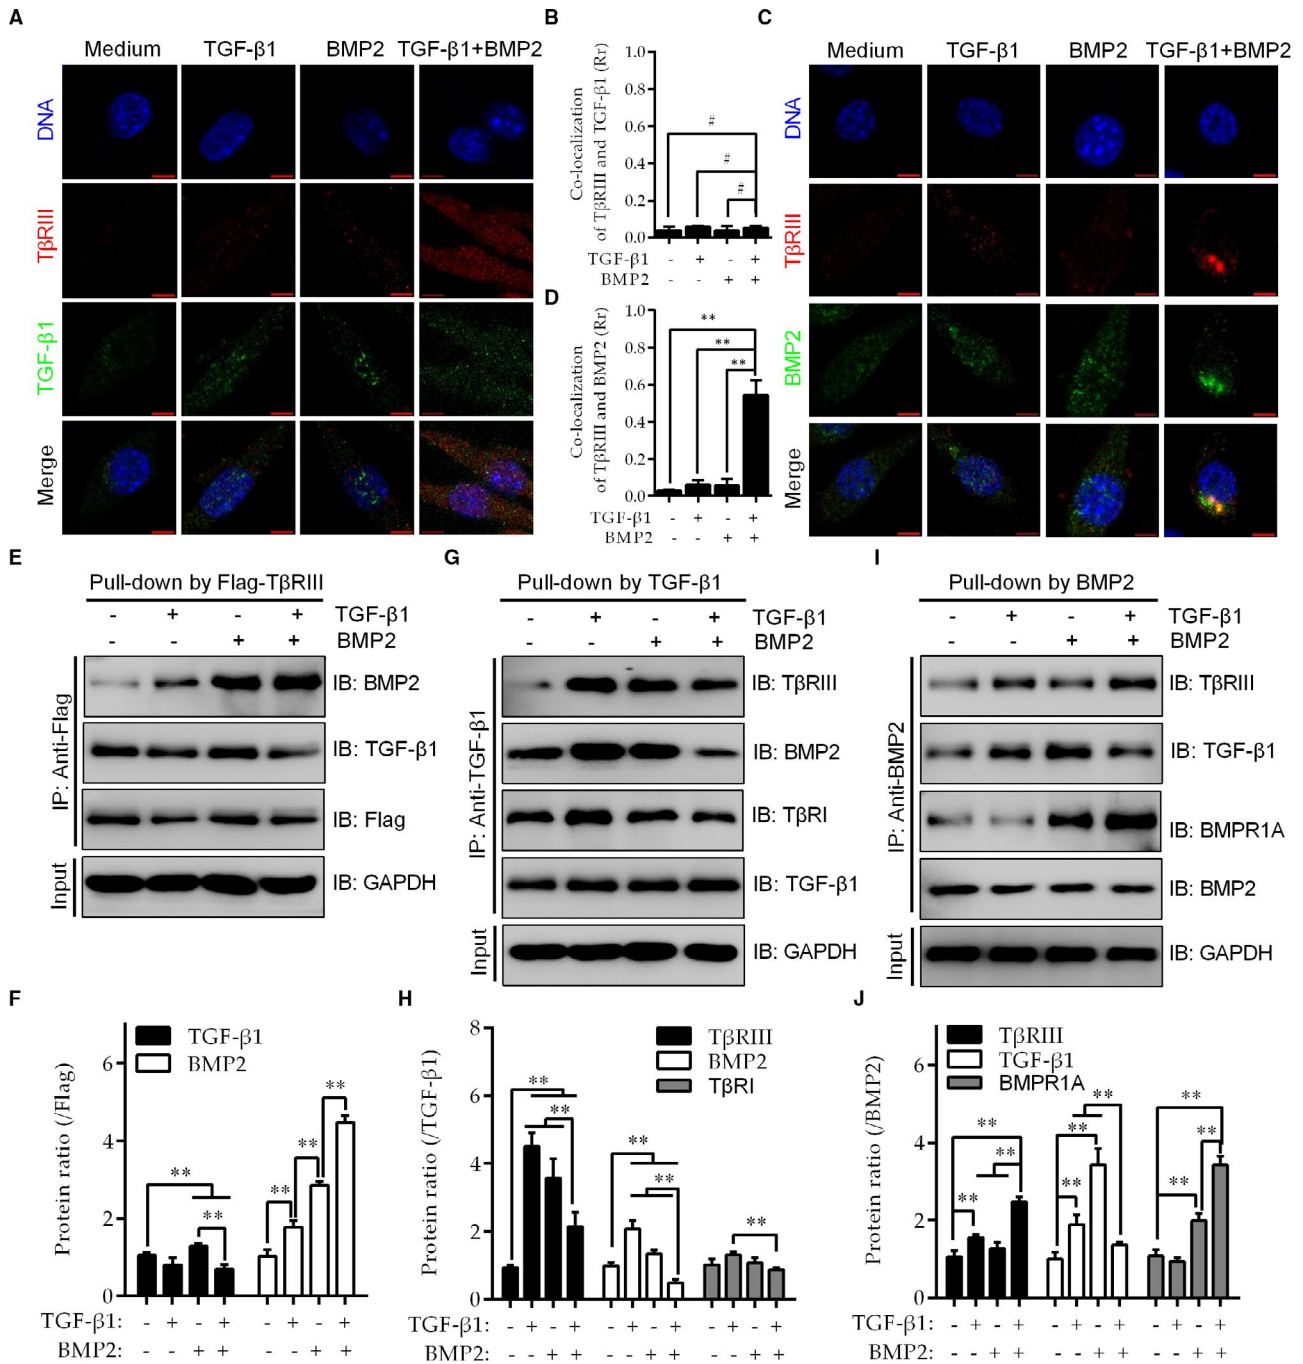 A
Medium TGF-β1 BMP2 TGF-β1+BMP2
DNA
TβRIII
TGF-β1
Merge
B
Co-localization
of TβRIII and TGF-β1 (Rr)
1.0
0.8
0.6
0.4
0.2
0.0
#
#
#
TGF-β1 - + - +
BMP2 - - + +
D
Co-localization
of TβRIII and BMP2 (Rr)
1.0
0.8
0.6
0.4
0.2
0.0
**
**
**
TGF-β1 - + - +
BMP2 - - + +
C
Medium TGF-β1 BMP2 TGF-β1+BMP2
DNA
TβRIII
BMP2
Merge
E
Pull-down by Flag-TβRIII
- + - + TGF-β1
- - + + BMP2
IP: Anti-Flag
IB: BMP2
IB: TGF-β1
IB: Flag
Input
IB: GAPDH
G
Pull-down by TGF-β1
- + - + TGF-β1
- - + + BMP2
IP: Anti-TGF-β1
IB: TβRIII
IB: BMP2
IB: TβRI
IB: TGF-β1
Input
IB: GAPDH
I
Pull-down by BMP2
- + - + TGF-β1
- - + + BMP2
IP: Anti-BMP2
IB: TβRIII
IB: TGF-β1
IB: BMPR1A
IB: BMP2
Input
IB: GAPDH
F
Protein ratio (/Flag)
6
4
2
0
TGF-β1
BMP2
**
**
**
**
**
TGF-β1: - + - + - + - +
BMP2: - - + + - - + +
H
Protein ratio (/TGF-β1)
8
6
4
2
0
TβRIII
BMP2
TβRI
**
**
**
**
**
TGF-β1: - + - + - + - + - + - +
BMP2: - - + + - - + + - - + +
J
Protein ratio (/BMP2)
6
4
2
0
TβRIII
TGF-β1
BMPR1A
**
**
**
**
**
**
**
**
**
TGF-β1: - + - + - + - + - + - +
BMP2: - - + + - - + + - - + +